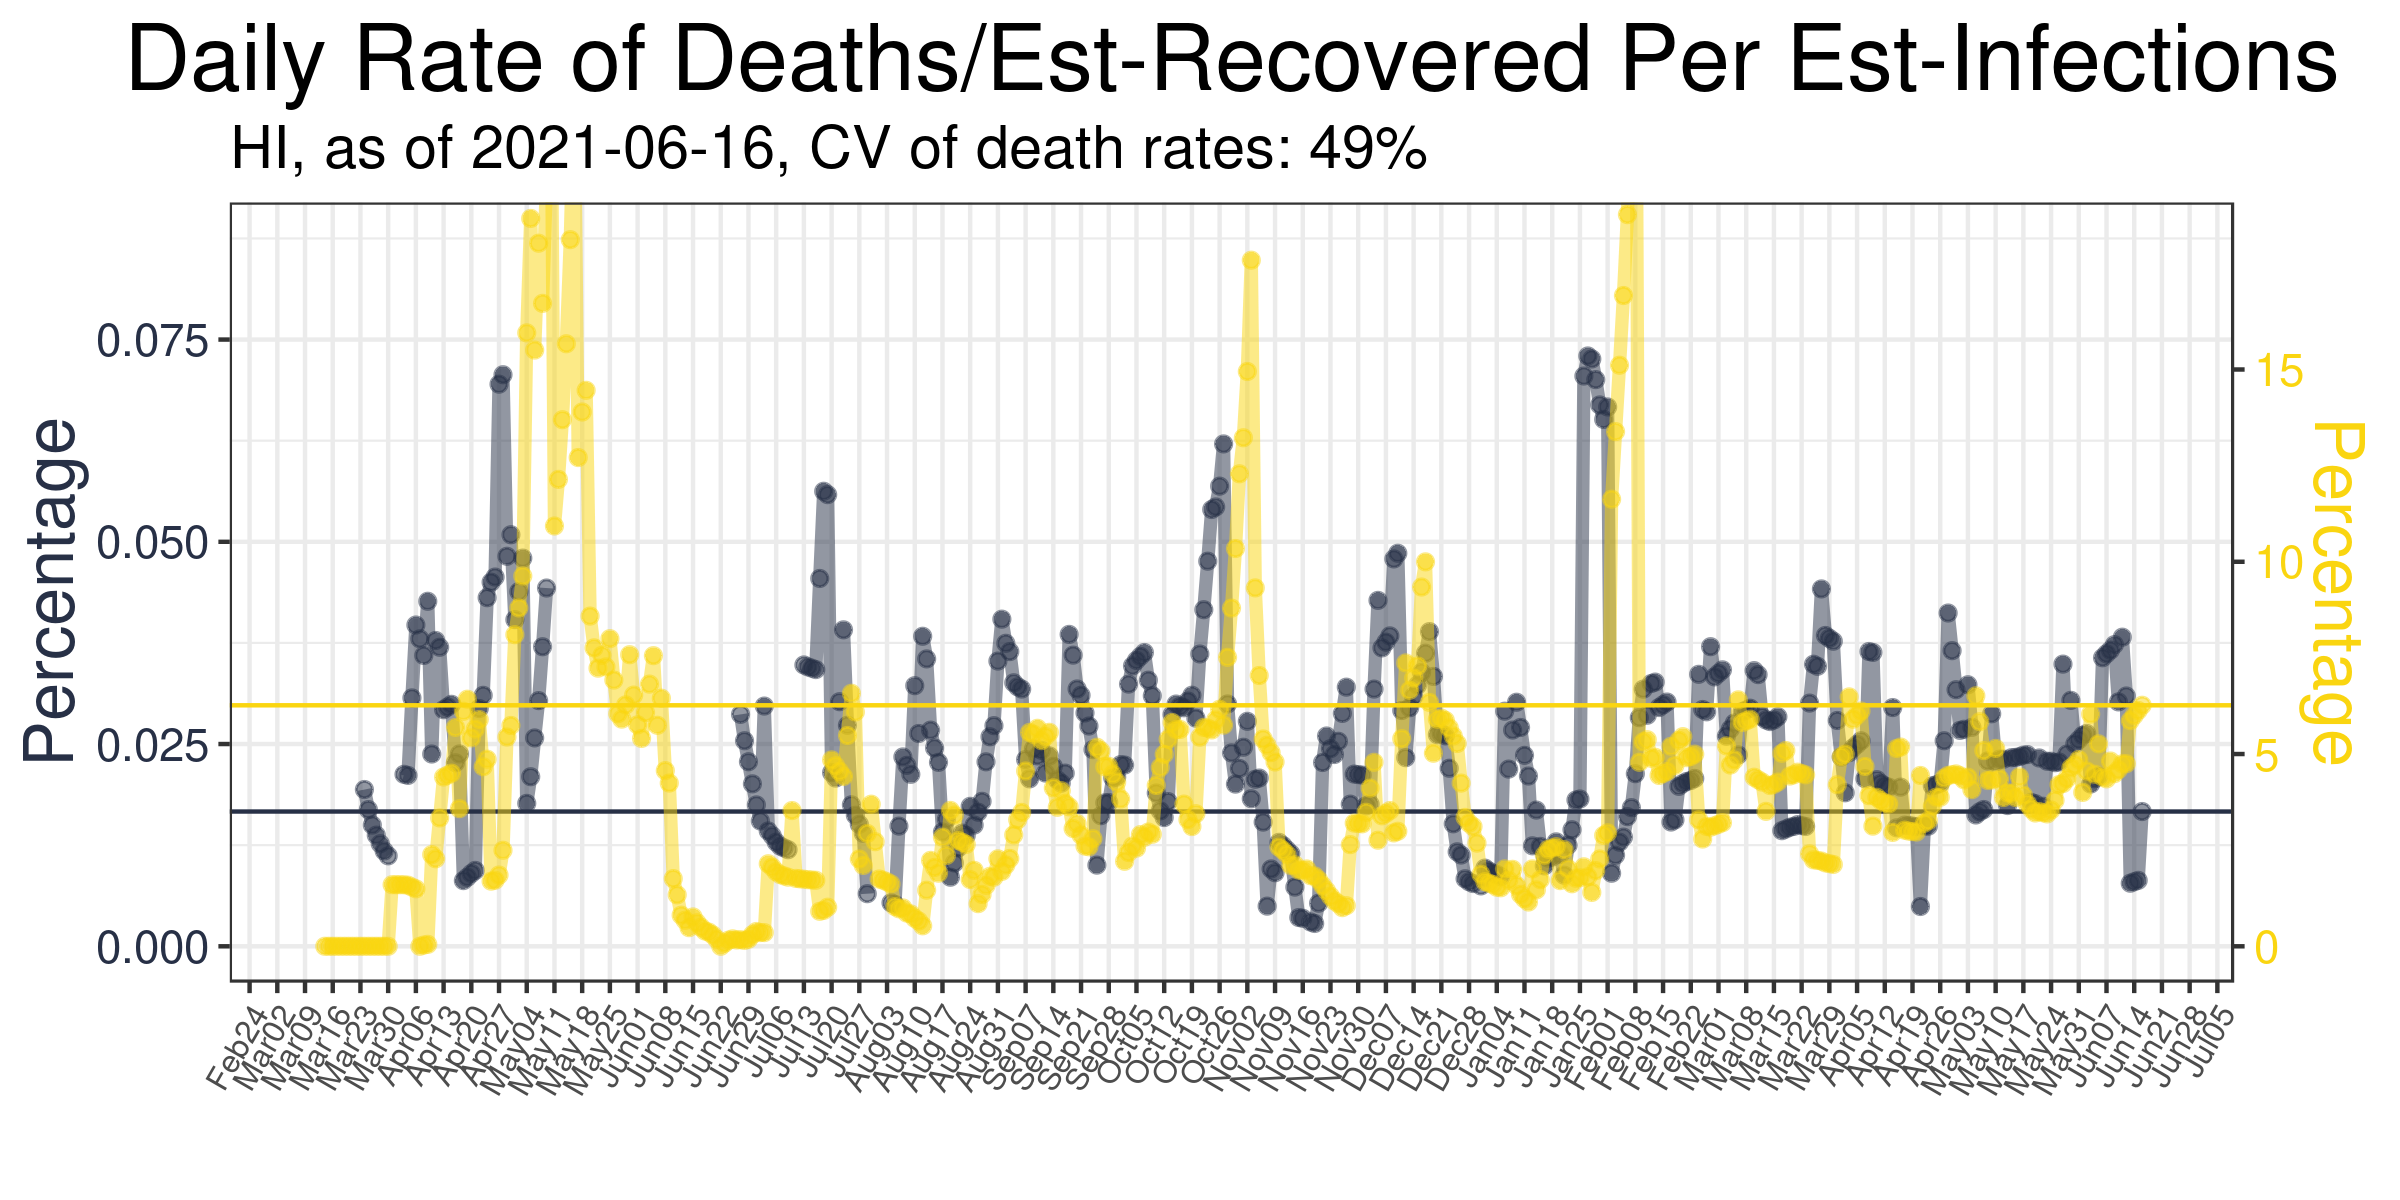 Daily Rate of Deaths/Est-Recovered Per Est-Infections
HI, as of 2021-06-16, CV of death rates: 49%
Percentage
0.075
0.050
0.025
0.000
15
10
5
0
Percentage
Feb24
Mar02
Mar09
Mar16
Mar23
Mar30
Apr06
Apr13
Apr20
Apr27
May04
May11
May18
May25
Jun01
Jun08
Jun15
Jun22
Jun29
Jul06
Jul13
Jul20
Jul27
Aug03
Aug10
Aug17
Aug24
Aug31
Sep07
Sep14
Sep21
Sep28
Oct05
Oct12
Oct19
Oct26
Nov02
Nov09
Nov16
Nov23
Nov30
Dec07
Dec14
Dec21
Dec28
Jan04
Jan11
Jan18
Jan25
Feb01
Feb08
Feb15
Feb22
Mar01
Mar08
Mar15
Mar22
Mar29
Apr05
Apr12
Apr19
Apr26
May03
May10
May17
May24
May31
Jun07
Jun14
Jun21
Jun28
Jul05